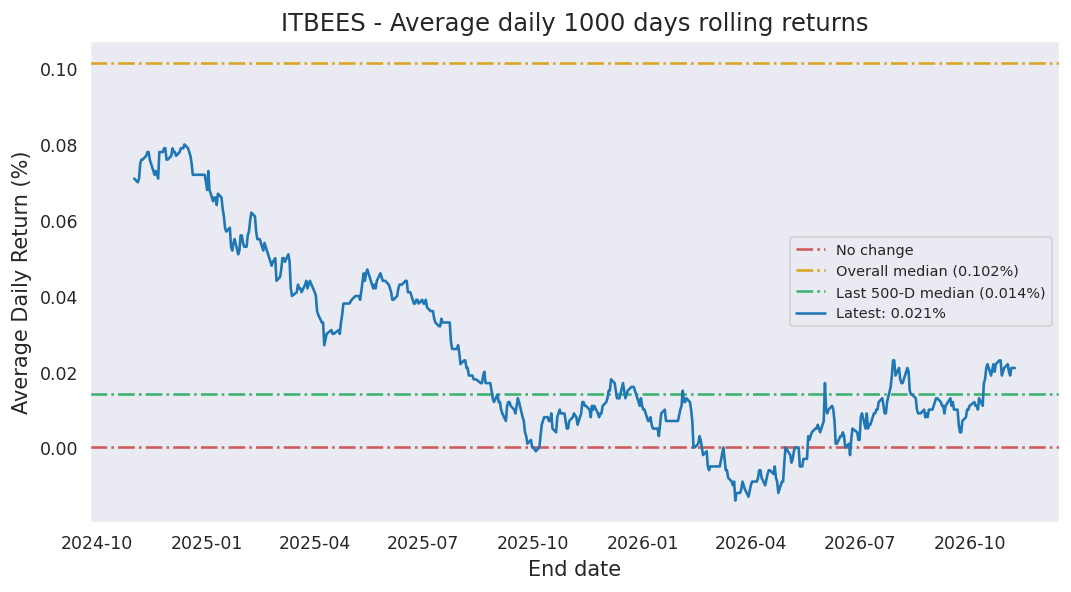 ITBEES - Average daily 1000 days rolling returns
Average Daily Return (%)
0.10
0.08
0.06
0.04
0.02
0.00
No change
Overall median (0.102%)
Last 500-D median (0.014%)
Latest: 0.021%
2024-10 2025-01 2025-04 2025-07 2025-10 2026-01 2026-04 2026-07 2026-10
End date